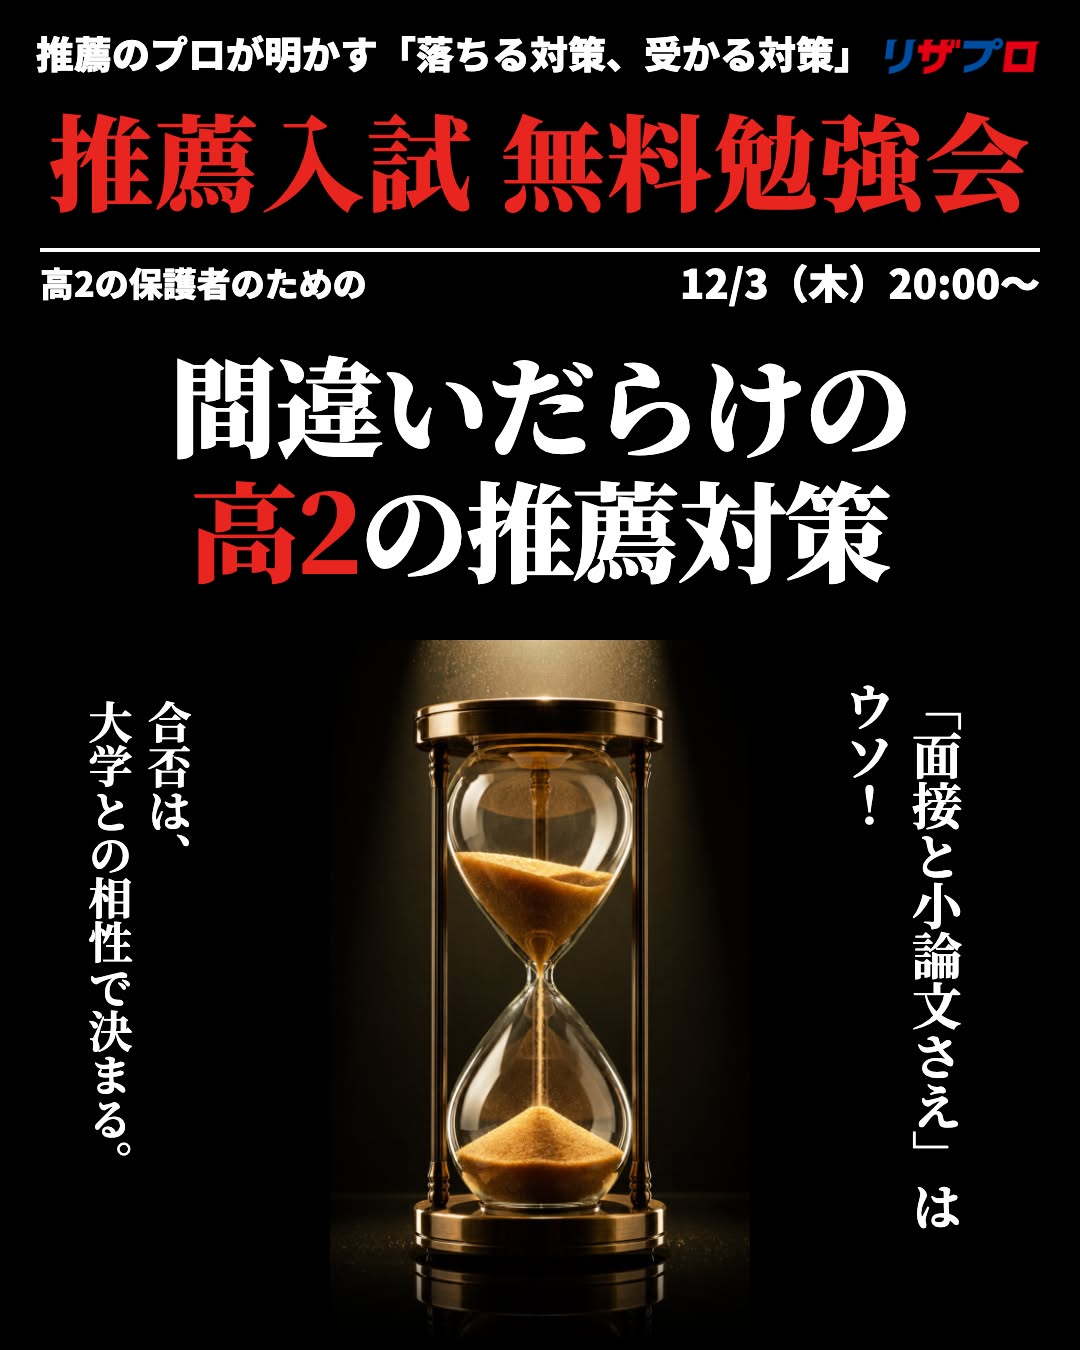 推薦のプロが明かす「落ちる対策、受かる対策」 リザプロ
推薦入試 無料勉強会
高2の保護者のための
12/3（木）20:00〜
間違いだらけの
高2の推薦対策
「面接と小論文さえ」は
ウソ！
合否は、
大学との相性で決まる。